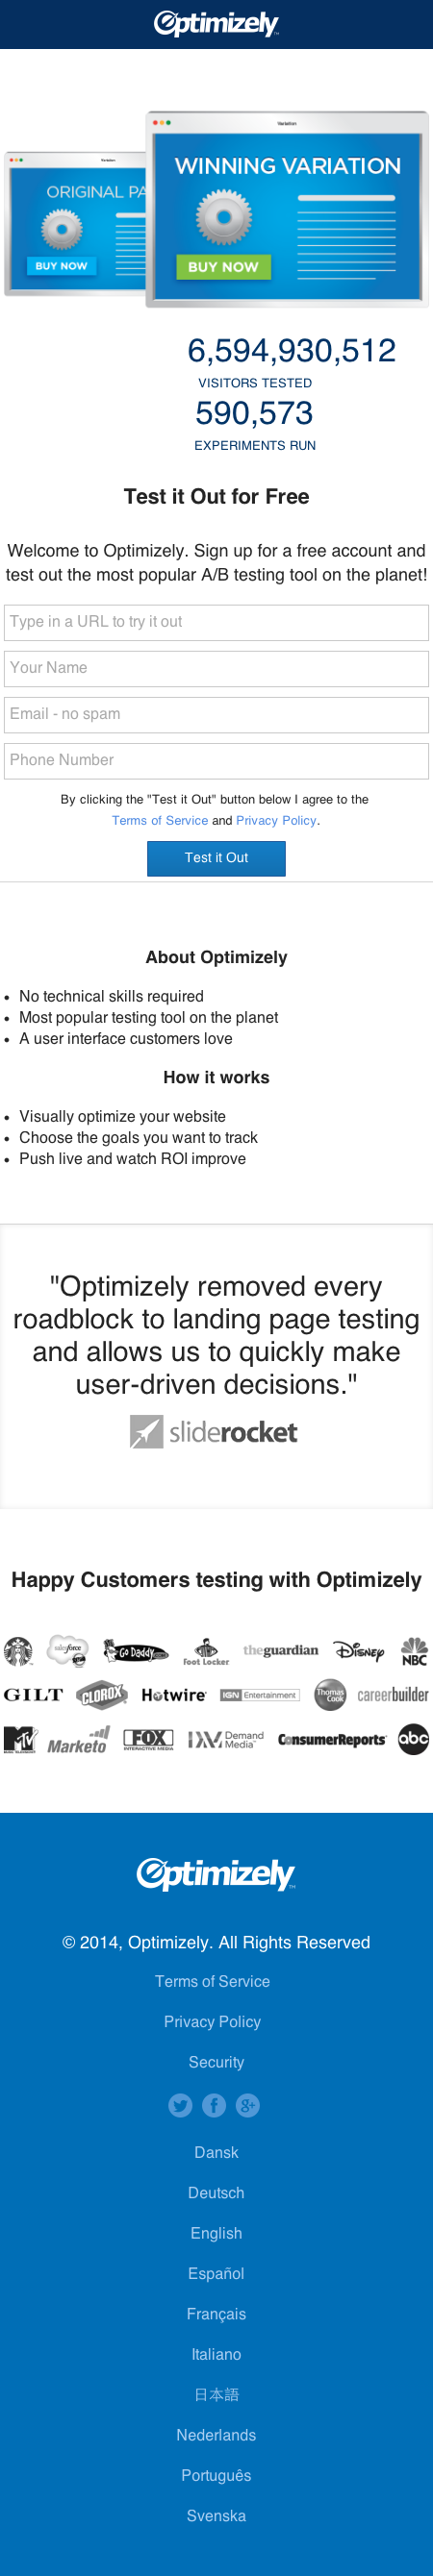 Optimizely
Variation
Variation
WINNING VARIATION
ORIGINAL PA
BUY NOW
BUY NOW
6,594,930,512
VISITORS TESTED
590,573
EXPERIMENTS RUN
Test it Out for Free
Welcome to Optimizely. Sign up for a free account and
test out the most popular A/B testing tool on the planet!
Type in a URL to try it out
Your Name
Email - no spam
Phone Number
By clicking the "Test it Out" button below I agree to the
Terms of Service and Privacy Policy.
Test it Out
About Optimizely
• No technical skills required
• Most popular testing tool on the planet
• A user interface customers love
How it works
• Visually optimize your website
• Choose the goals you want to track
• Push live and watch ROI improve
"Optimizely removed every
roadblock to landing page testing
and allows us to quickly make
user-driven decisions."
sliderocket
Happy Customers testing with Optimizely
salesforce Go Daddy Foot Locker theguardian Disney NBC
GILT CLOROX Hotwire IGN Entertainment Thomas Cook careerbuilder
MTV MUSIC TELEVISION Marketo FOX INTERACTIVE MEDIA Demand Media ConsumerReports abc
Optimizely
© 2014, Optimizely. All Rights Reserved
Terms of Service
Privacy Policy
Security
Dansk
Deutsch
English
Español
Français
Italiano
日本語
Nederlands
Português
Svenska